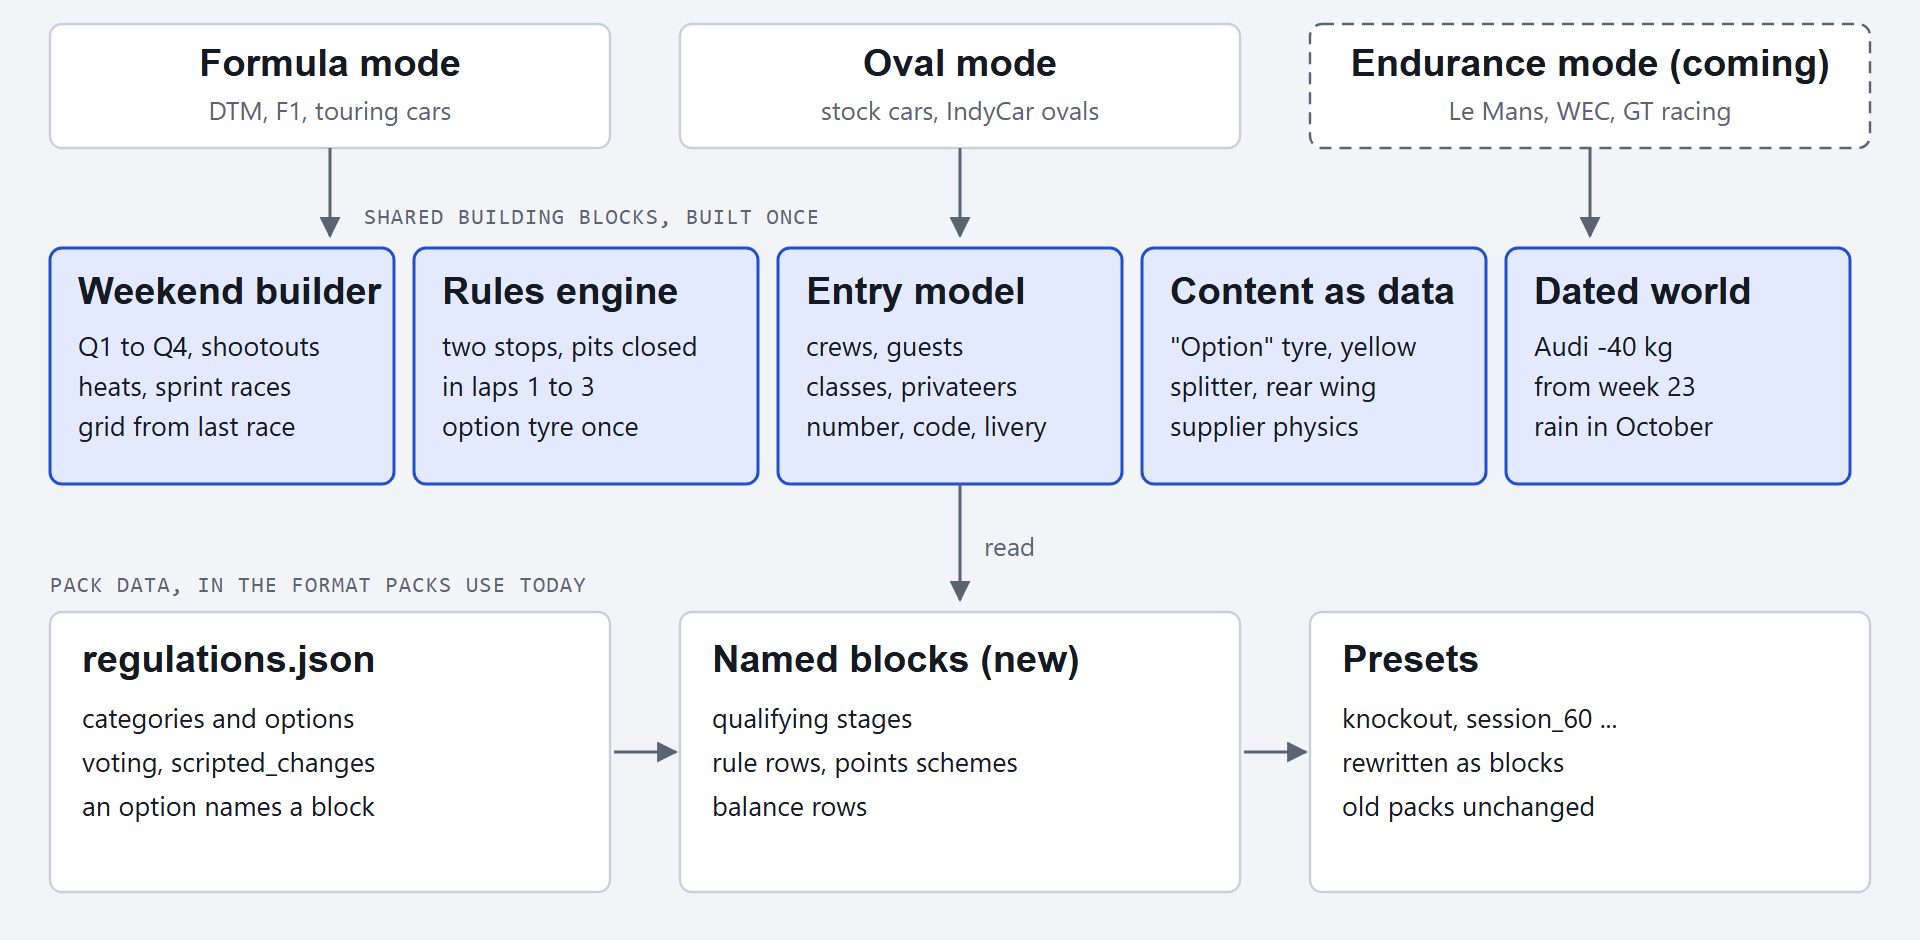 Formula mode
DTM, F1, touring cars
Oval mode
stock cars, IndyCar ovals
Endurance mode (coming)
Le Mans, WEC, GT racing
SHARED BUILDING BLOCKS, BUILT ONCE
Weekend builder
Q1 to Q4, shootouts
heats, sprint races
grid from last race
Rules engine
two stops, pits closed
in laps 1 to 3
option tyre once
Entry model
crews, guests
classes, privateers
number, code, livery
Content as data
"Option" tyre, yellow
splitter, rear wing
supplier physics
Dated world
Audi -40 kg
from week 23
rain in October
read
PACK DATA, IN THE FORMAT PACKS USE TODAY
regulations.json
categories and options
voting, scripted_changes
an option names a block
Named blocks (new)
qualifying stages
rule rows, points schemes
balance rows
Presets
knockout, session_60 ...
rewritten as blocks
old packs unchanged